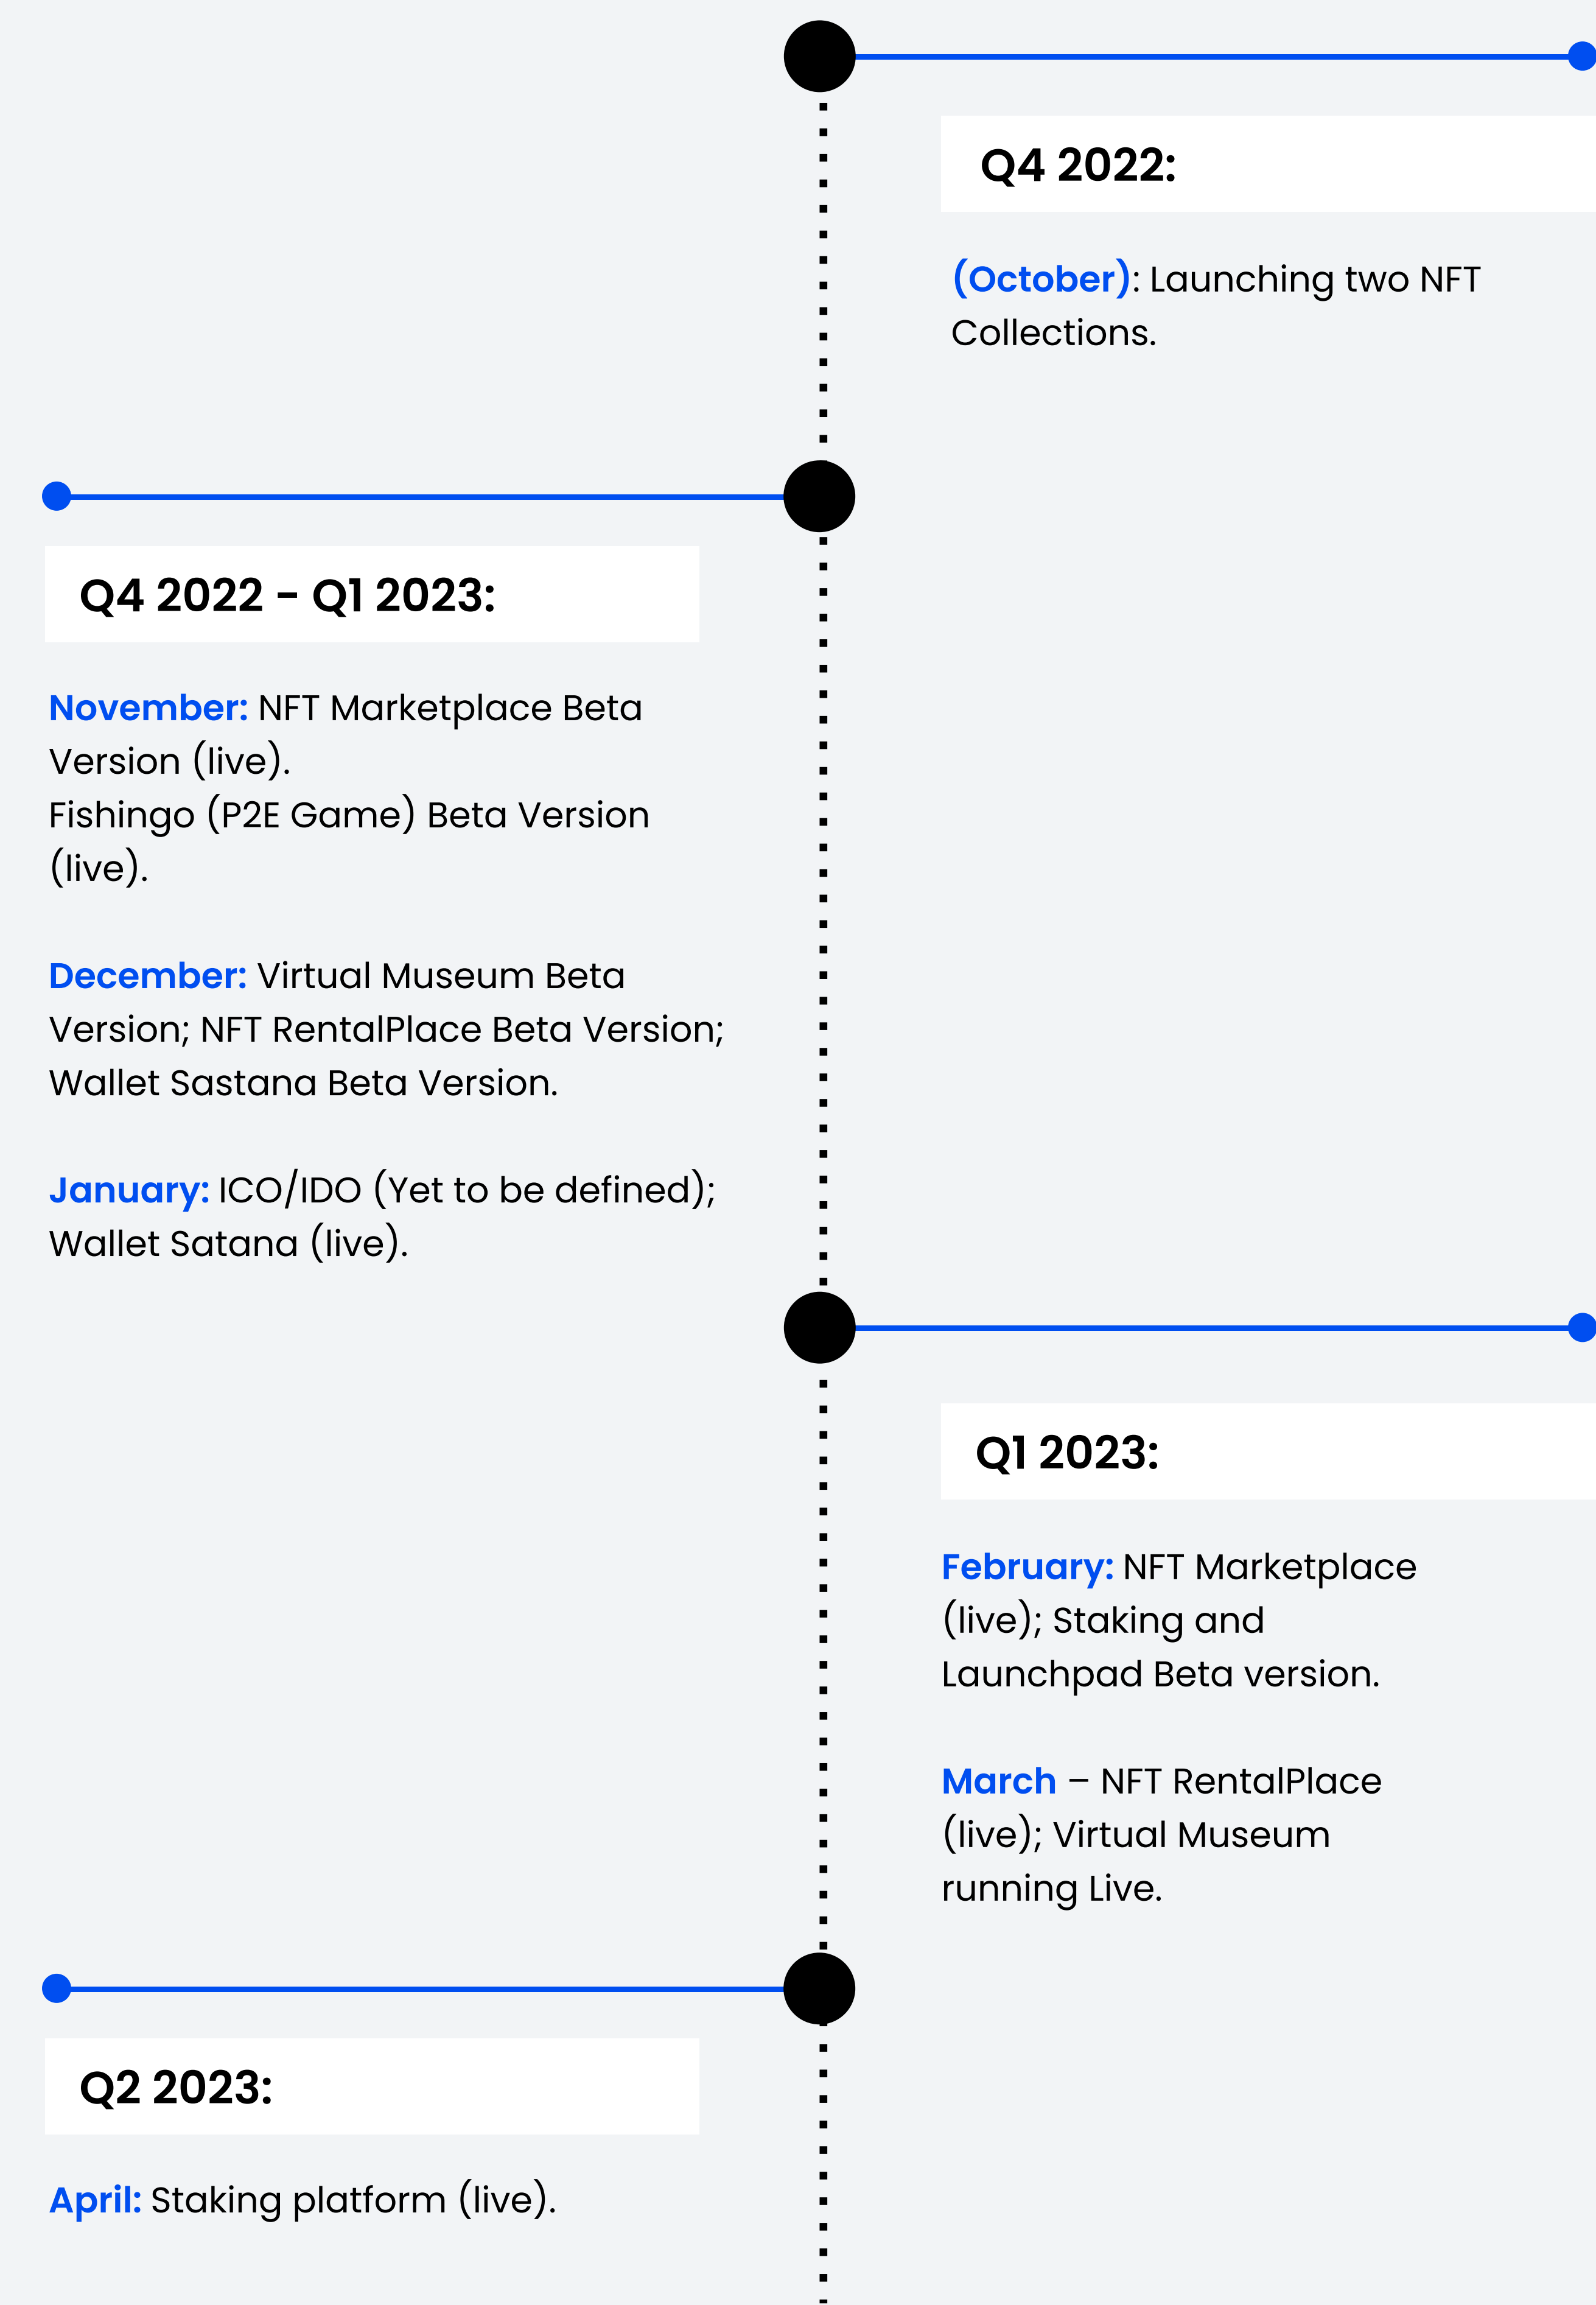 Q4 2022:
(October): Launching two NFT
Collections.
Q4 2022 - Q1 2023:
November: NFT Marketplace Beta
Version (live).
Fishingo (P2E Game) Beta Version
(live).
December: Virtual Museum Beta
Version; NFT RentalPlace Beta Version;
Wallet Sastana Beta Version.
January: ICO/IDO (Yet to be defined);
Wallet Satana (live).
Q1 2023:
February: NFT Marketplace
(live); Staking and
Launchpad Beta version.
March – NFT RentalPlace
(live); Virtual Museum
running Live.
Q2 2023:
April: Staking platform (live).